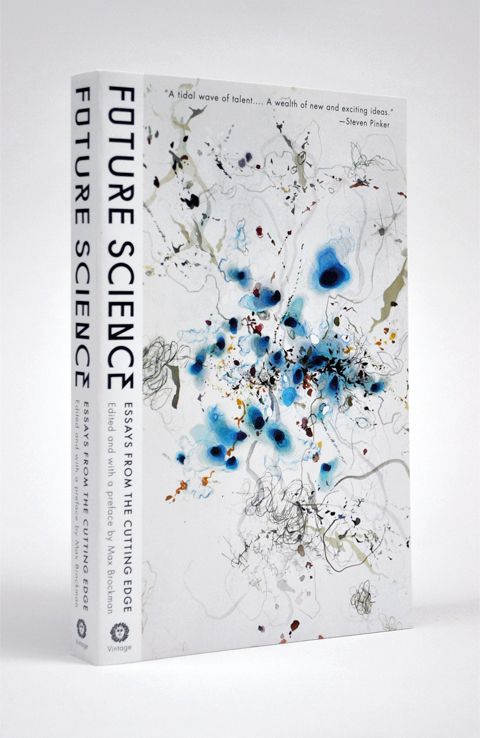 FUTURE SCIENCE
ESSAYS FROM THE CUTTING EDGE
Edited and with a preface by Max Brockman
Vintage
FUTURE SCIENCE
ESSAYS FROM THE CUTTING EDGE
Edited and with a preface by Max Brockman
Vintage
"A tidal wave of talent.... A wealth of new and exciting ideas."
—Steven Pinker